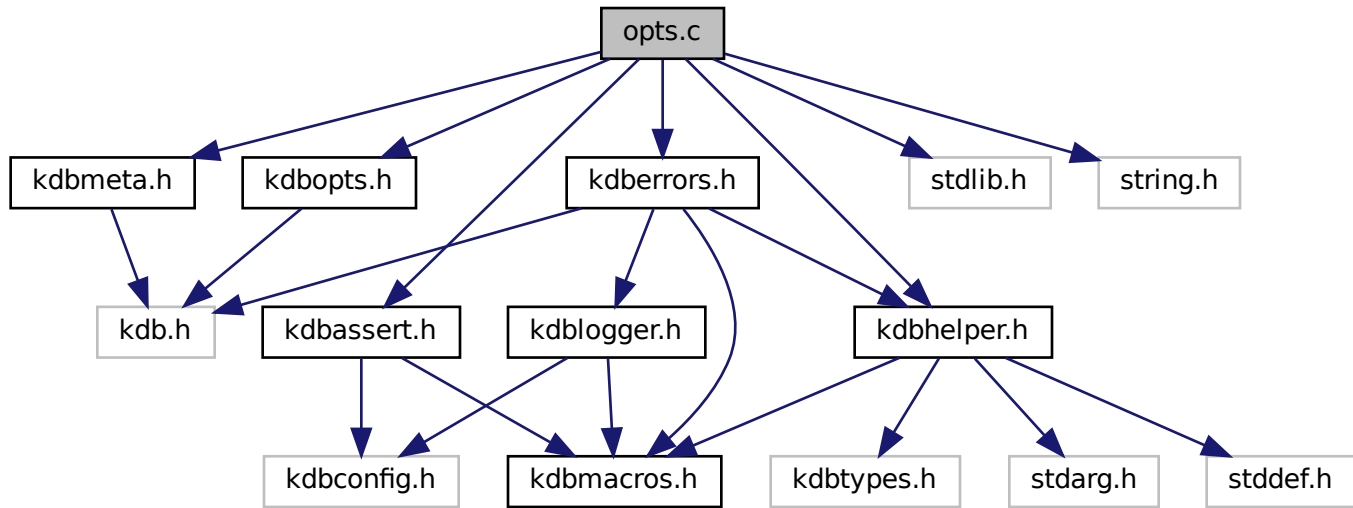 opts.c
kdbmeta.h
kdbopts.h
kdberrors.h
stdlib.h
string.h
kdb.h
kdbassert.h
kdblogger.h
kdbhelper.h
kdbconfig.h
kdbmacros.h
kdbtypes.h
stdarg.h
stddef.h